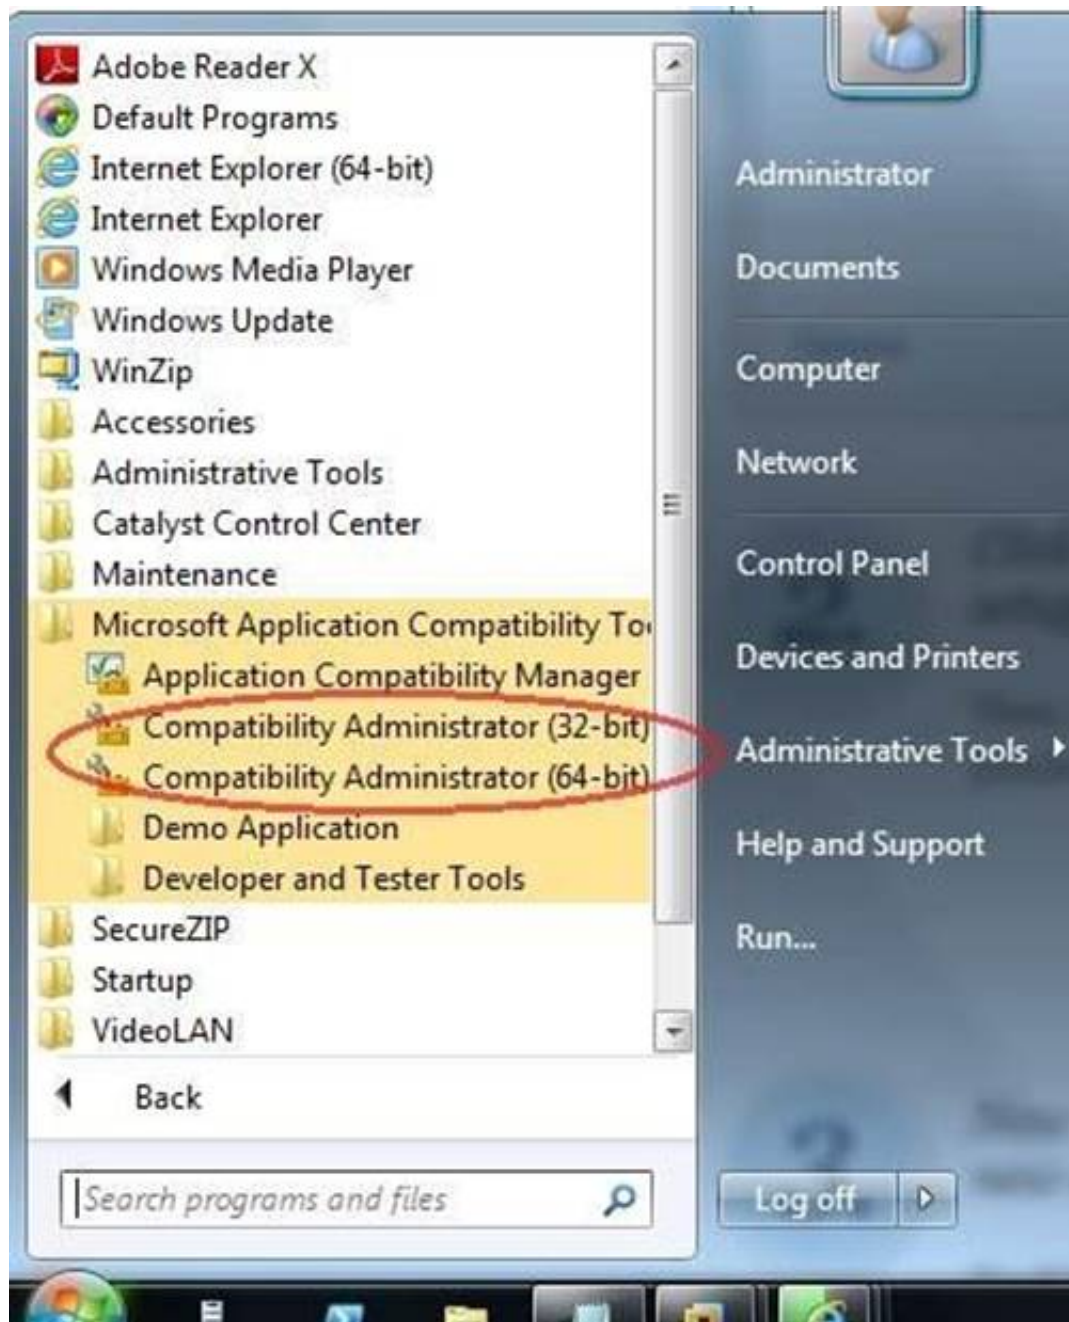 Adobe Reader X
Default Programs
Internet Explorer (64-bit)
Internet Explorer
Windows Media Player
Windows Update
WinZip
Accessories
Administrative Tools
Catalyst Control Center
Maintenance
Microsoft Application Compatibility Too
Application Compatibility Manager
Compatibility Administrator (32-bit)
Compatibility Administrator (64-bit)
Demo Application
Developer and Tester Tools
SecureZIP
Startup
VideoLAN
Back
Search programs and files
Administrator
Documents
Computer
Network
Control Panel
Devices and Printers
Administrative Tools
Help and Support
Run...
Log off